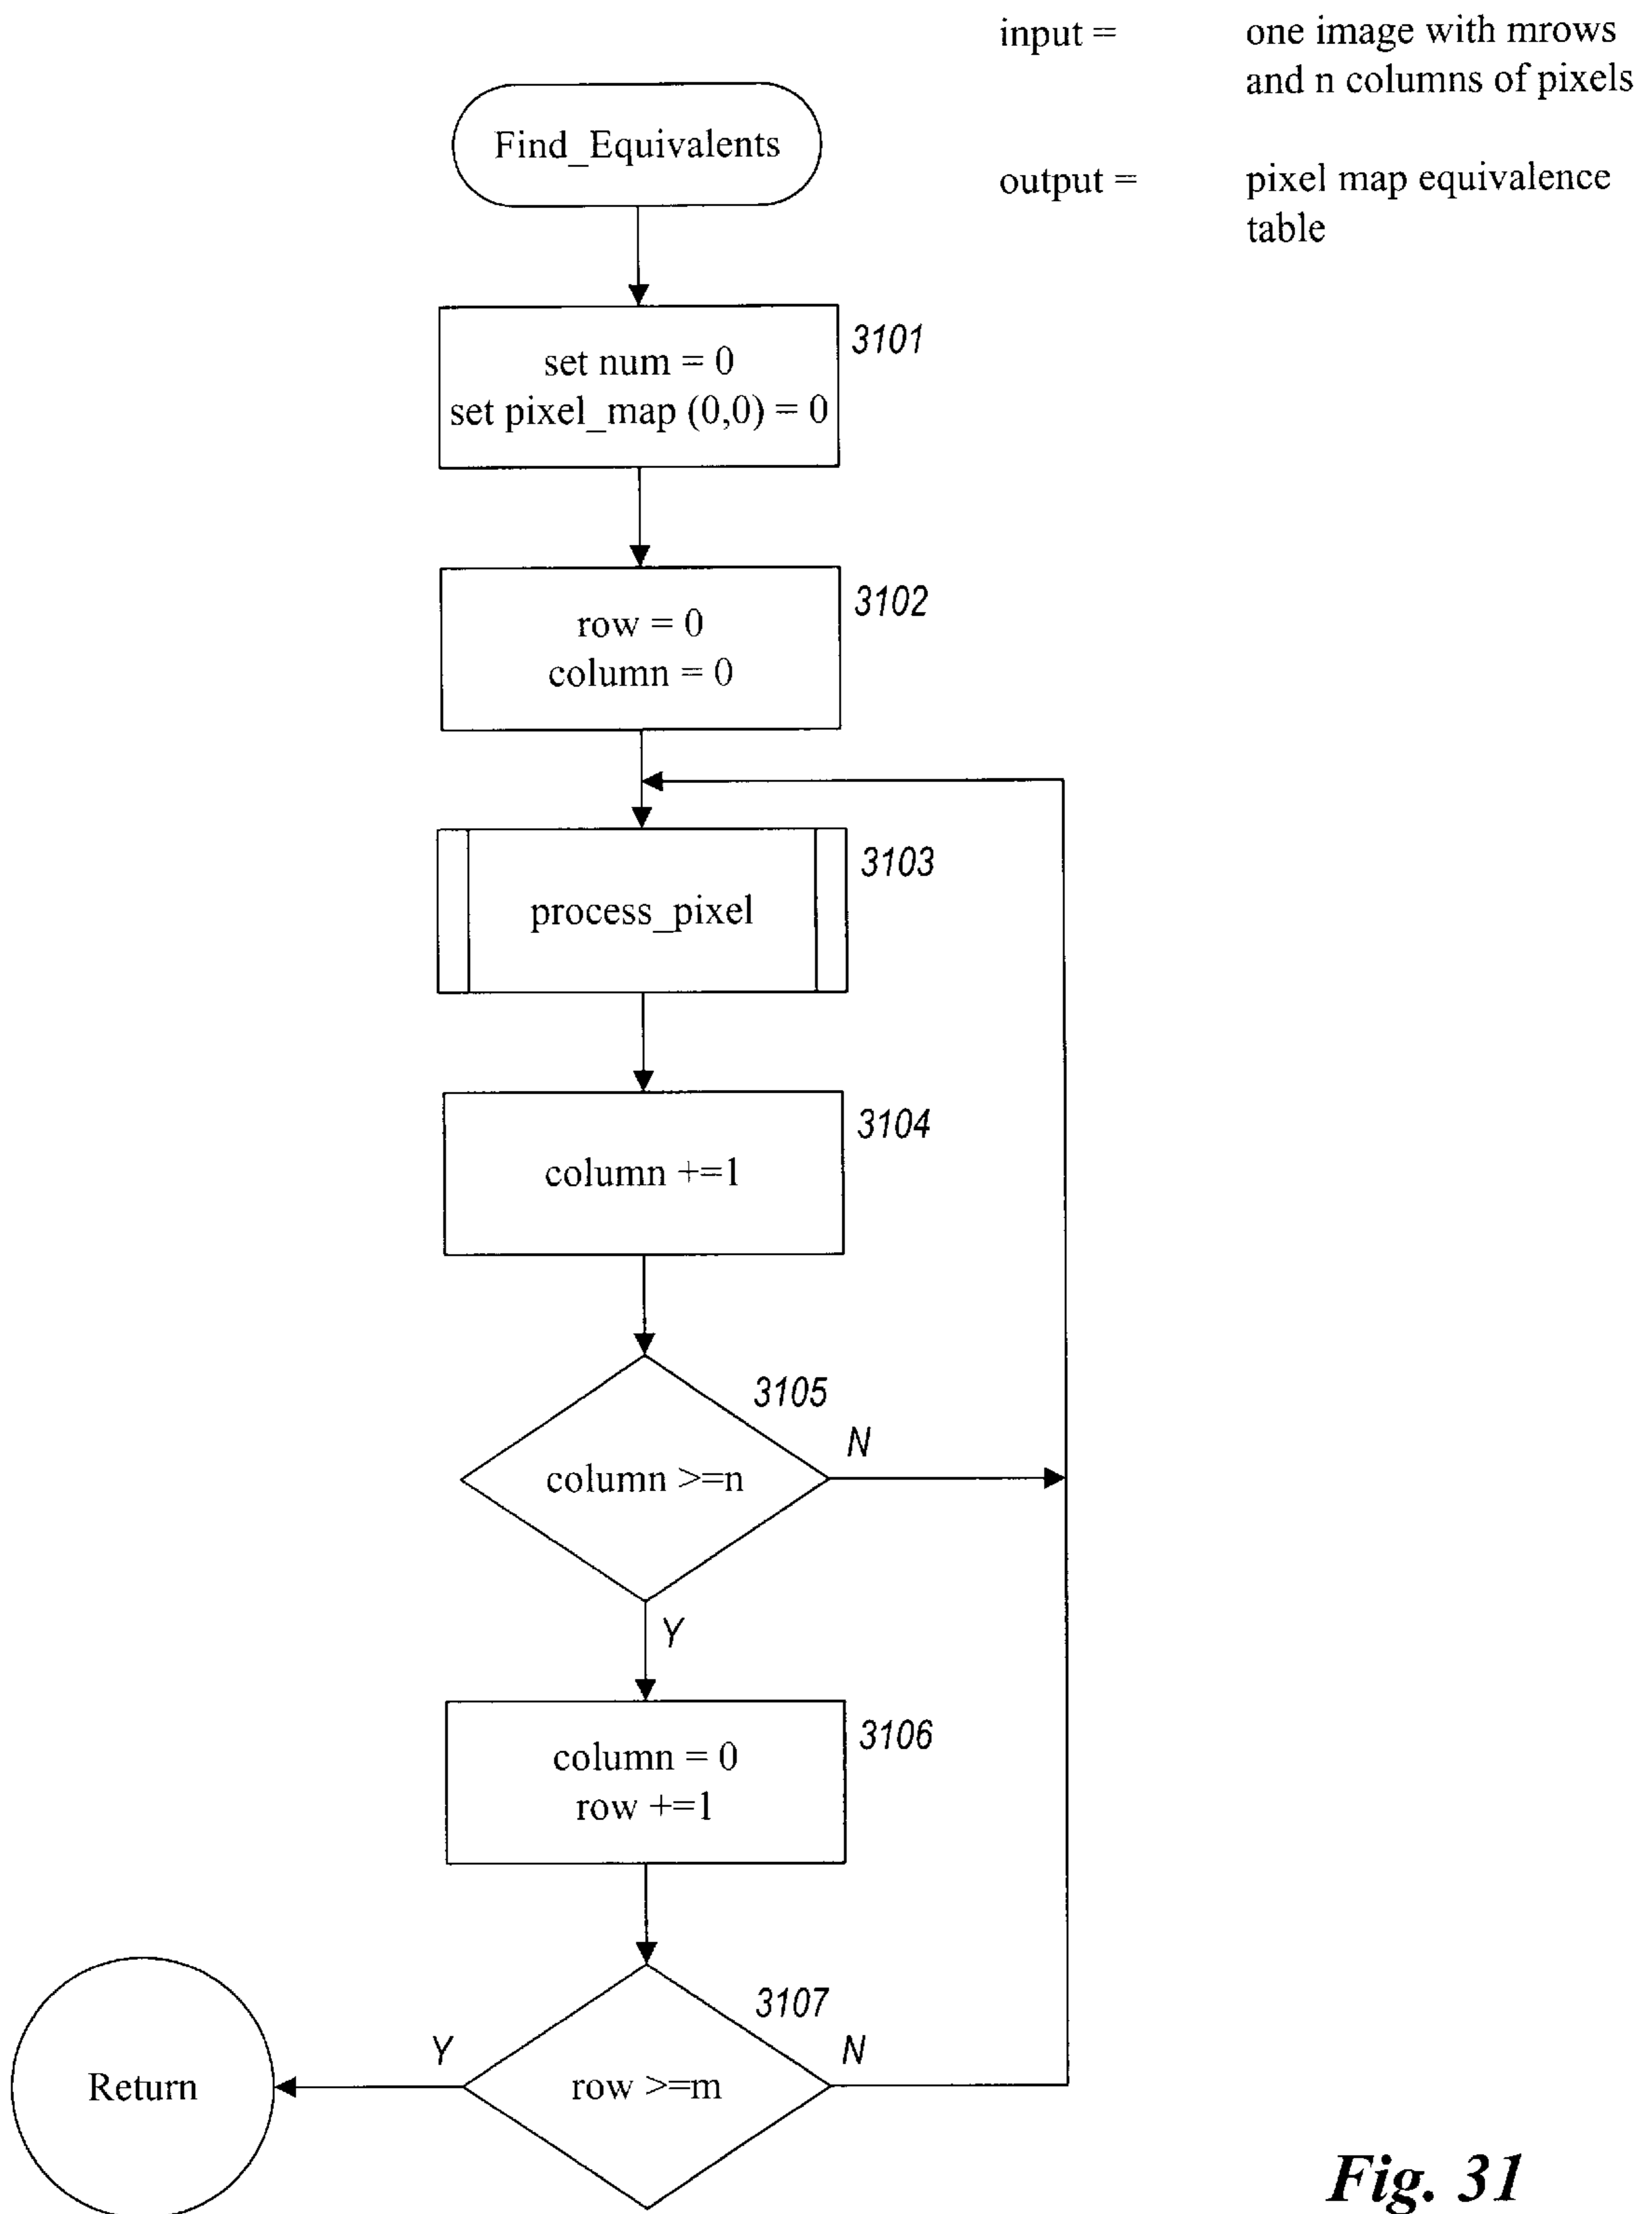 input = one image with mrows
and n columns of pixels
output = pixel map equivalence
table
Find_Equivalents
set num = 0
set pixel_map (0,0) = 0
3101
row = 0
column = 0
3102
process_pixel
3103
column +=1
3104
column >=n
3105
N
Y
column = 0
row +=1
3106
row >=m
3107
Y
N
Return
Fig. 31